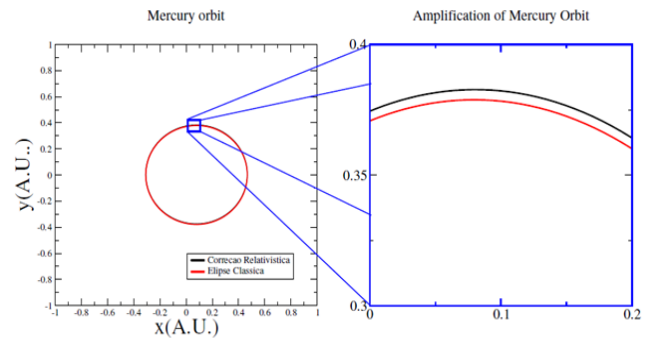 Mercury orbit
Amplification of Mercury Orbit
1
0.8
0.6
0.4
0.2
0
-0.2
-0.4
-0.6
-0.8
-1
y(A.U..)
-1 -0.8 -0.6 -0.4 -0.2 0 0.2 0.4 0.6 0.8 1
x(A.U.)
Correcao Relativistica
Elipse Classica
0.4
0.35
0.3
0 0.1 0.2